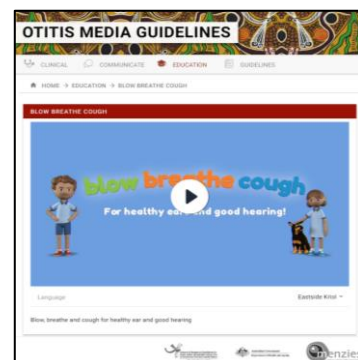 OTITIS MEDIA GUIDELINES
CLINICAL COMMUNICATE EDUCATION GUIDELINES
HOME → EDUCATION → BLOW BREATHE COUGH
BLOW BREATHE COUGH
blow breathe cough
For healthy ears and good hearing!
Language Eastside Kriol
Blow, breathe and cough for healthy ear and good hearing
menzies